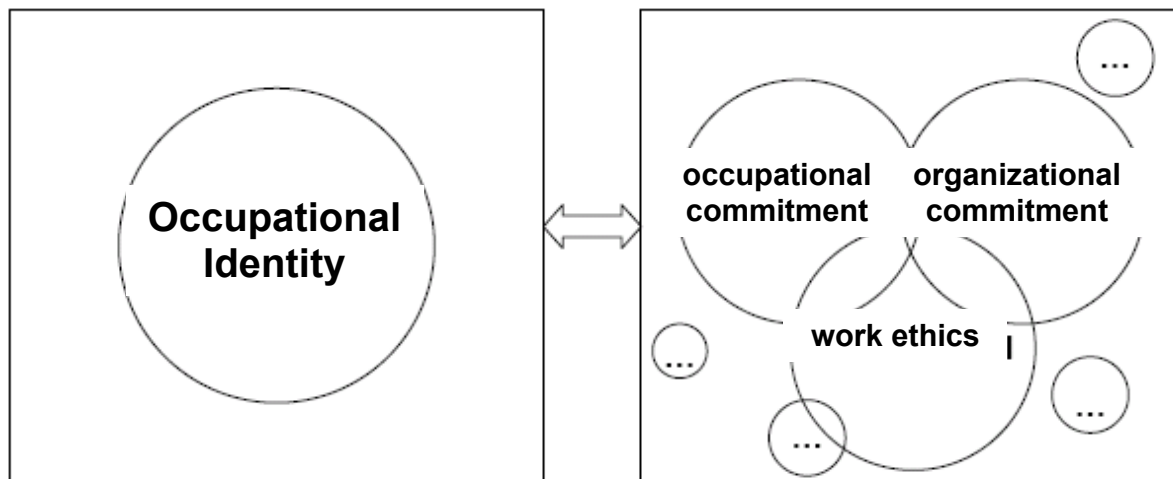 Occupational
Identity
...
occupational
commitment
organizational
commitment
work ethics
...
...
...